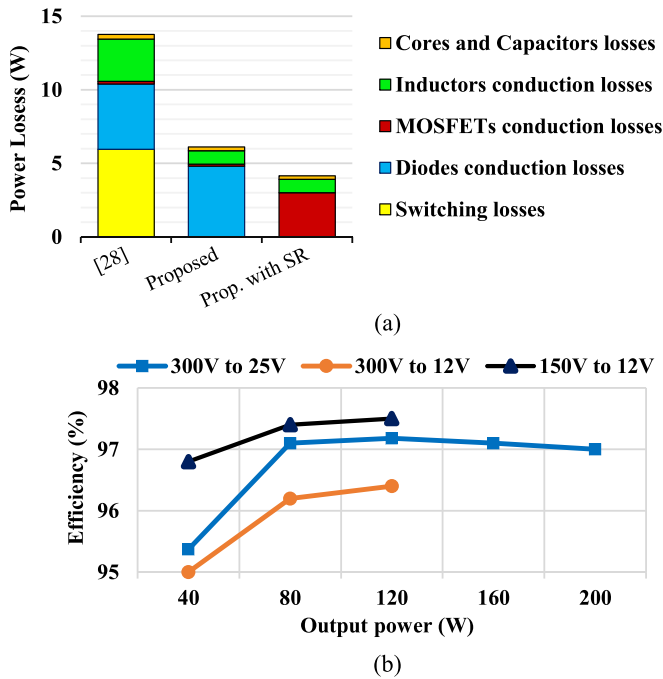 15
10
5
0
Power Losess (W)
[28]
Proposed
Prop. with SR
Cores and Capacitors losses
Inductors conduction losses
MOSFETs conduction losses
Diodes conduction losses
Switching losses
(a)
300V to 25V 300V to 12V 150V to 12V
98
97
96
95
Efficiency (%)
40 80 120 160 200
Output power (W)
(b)